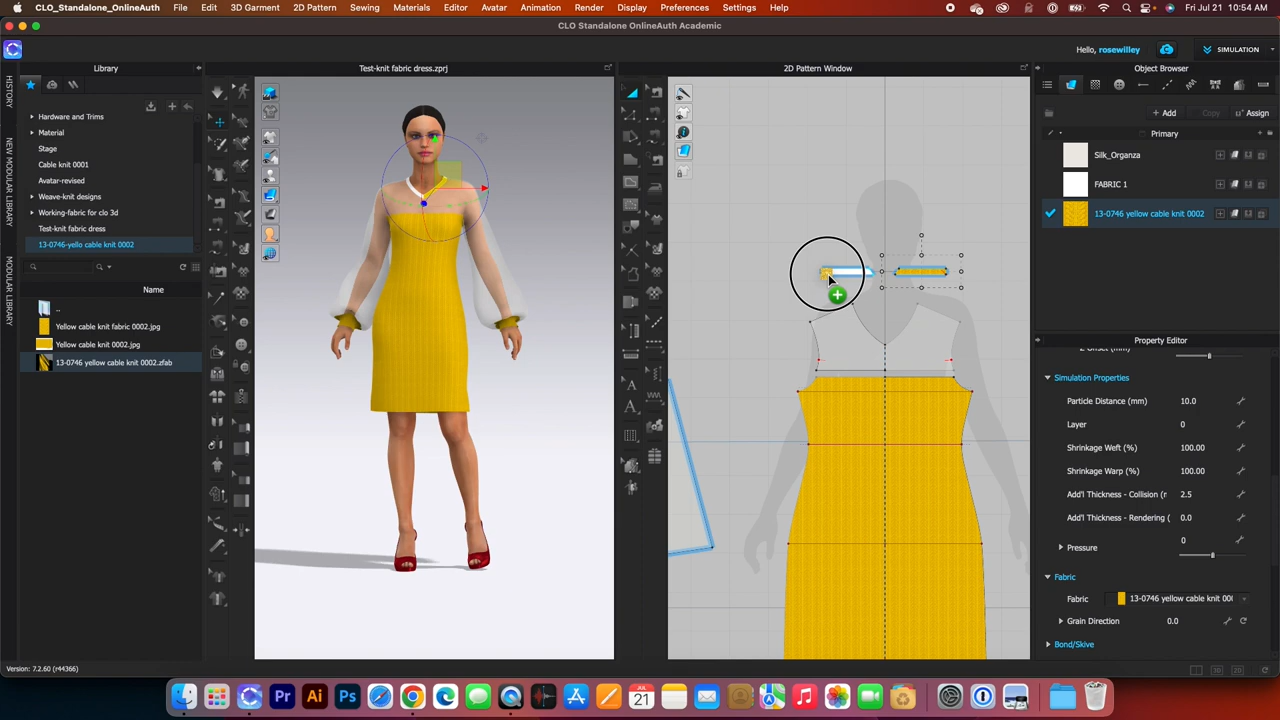 CLO_Standalone_OnlineAuth File Edit 3D Garment 2D Pattern Sewing Materials Editor Avatar Animation Render Display Preferences Settings Help Fri Jul 21 10:54 AM
CLO Standalone OnlineAuth Academic
Hello, rosewilley SIMULATION
Library Test-knit fabric dress.zprj 2D Pattern Window Object Browser
HISTORY
NEW MODULAR LIBRARY
MODULAR LIBRARY
Hardware and Trims
Material
Stage
Cable knit 0001
Avatar-revised
Weave-knit designs
Working-fabric for clo 3d
Test-knit fabric dress
13-0746-yello cable knit 0002
Name
..
Yellow cable knit fabric 0002.jpg
Yellow cable knit 0002.jpg
13-0746 yellow cable knit 0002.zfab
+ Add Copy Assign
Primary
Silk_Organza
FABRIC 1
13-0746 yellow cable knit 0002
Property Editor
Simulation Properties
Particle Distance (mm) 10.0
Layer 0
Shrinkage Weft (%) 100.00
Shrinkage Warp (%) 100.00
Add'l Thickness - Collision (r 2.5
Add'l Thickness - Rendering ( 0.0
Pressure 0
Fabric
Fabric 13-0746 yellow cable knit 00
Grain Direction 0.0
Bond/Skive
Version: 7.2.60 (r44366)
3D 2D
Pr Ai Ps JUL 21